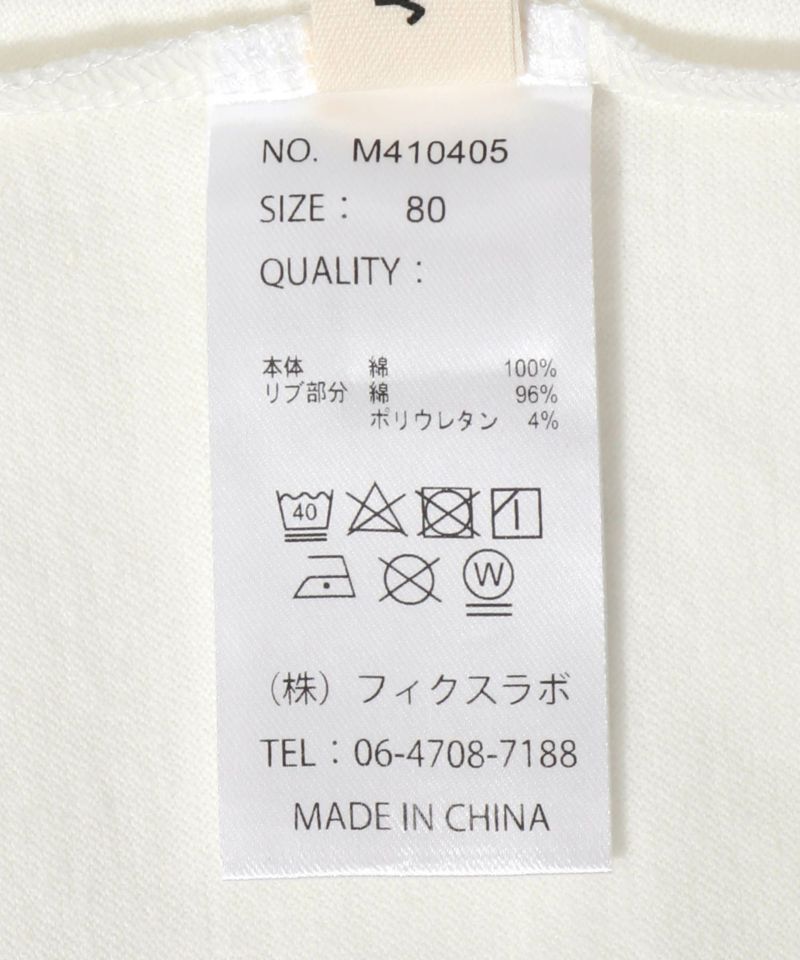 NO. M410405
SIZE： 80
QUALITY：
本体 綿 100%
リブ部分 綿 96%
ポリウレタン 4%
40
W
（株）フィクスラボ
TEL：06-4708-7188
MADE IN CHINA